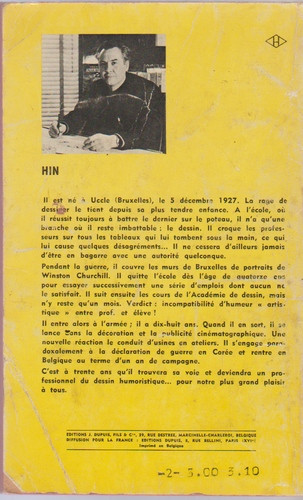 H
HIN
Il est né à Uccle (Bruxelles), le 5 décembre 1927. La rage de
dessiner le tient depuis sa plus tendre enfance. A l'école, où
il réussit toujours à battre le dernier sur le poteau, il n'a qu'une
branche où il reste imbattable : le dessin. Il croque les profes-
seurs sur tous les tableaux qui lui tombent sous la main, ce qui
lui cause quelques désagréments... Il ne cessera d'ailleurs jamais
d'être en bagarre avec une autorité quelconque.
Pendant la guerre, il couvre les murs de Bruxelles de portraits de
Winston Churchill. Il quitte l'école dès l'âge de quatorze ans
pour essayer successivement une série d'emplois dont aucun ne
le satisfait. Il suit ensuite les cours de l'Académie de dessin, mais
n'y reste qu'un mois. Verdict : incompatibilité d'humeur « artis-
tique » entre prof. et élève !
Il entre alors à l'armée ; il a dix-huit ans. Quand il en sort, il se
lance dans la décoration et la publicité cinématographique. Une
nouvelle réaction le conduit d'usines en ateliers. Il s'engage para-
doxalement à la déclaration de guerre en Corée et rentre en
Belgique au terme d'un an de campagne.
C'est à trente ans qu'il trouvera sa voie et deviendra un pro-
fessionnel du dessin humoristique... pour notre plus grand plaisir
à tous.
EDITIONS J. DUPUIS, FILS & Cie, 39, RUE DESTREE, MARCINELLE-CHARLEROI, BELGIQUE
DIFFUSION POUR LA FRANCE : EDITIONS DUPUIS, 6, RUE BELLINI, PARIS (XVIe)
Imprimé en Belgique
-2- 3.00 3.10